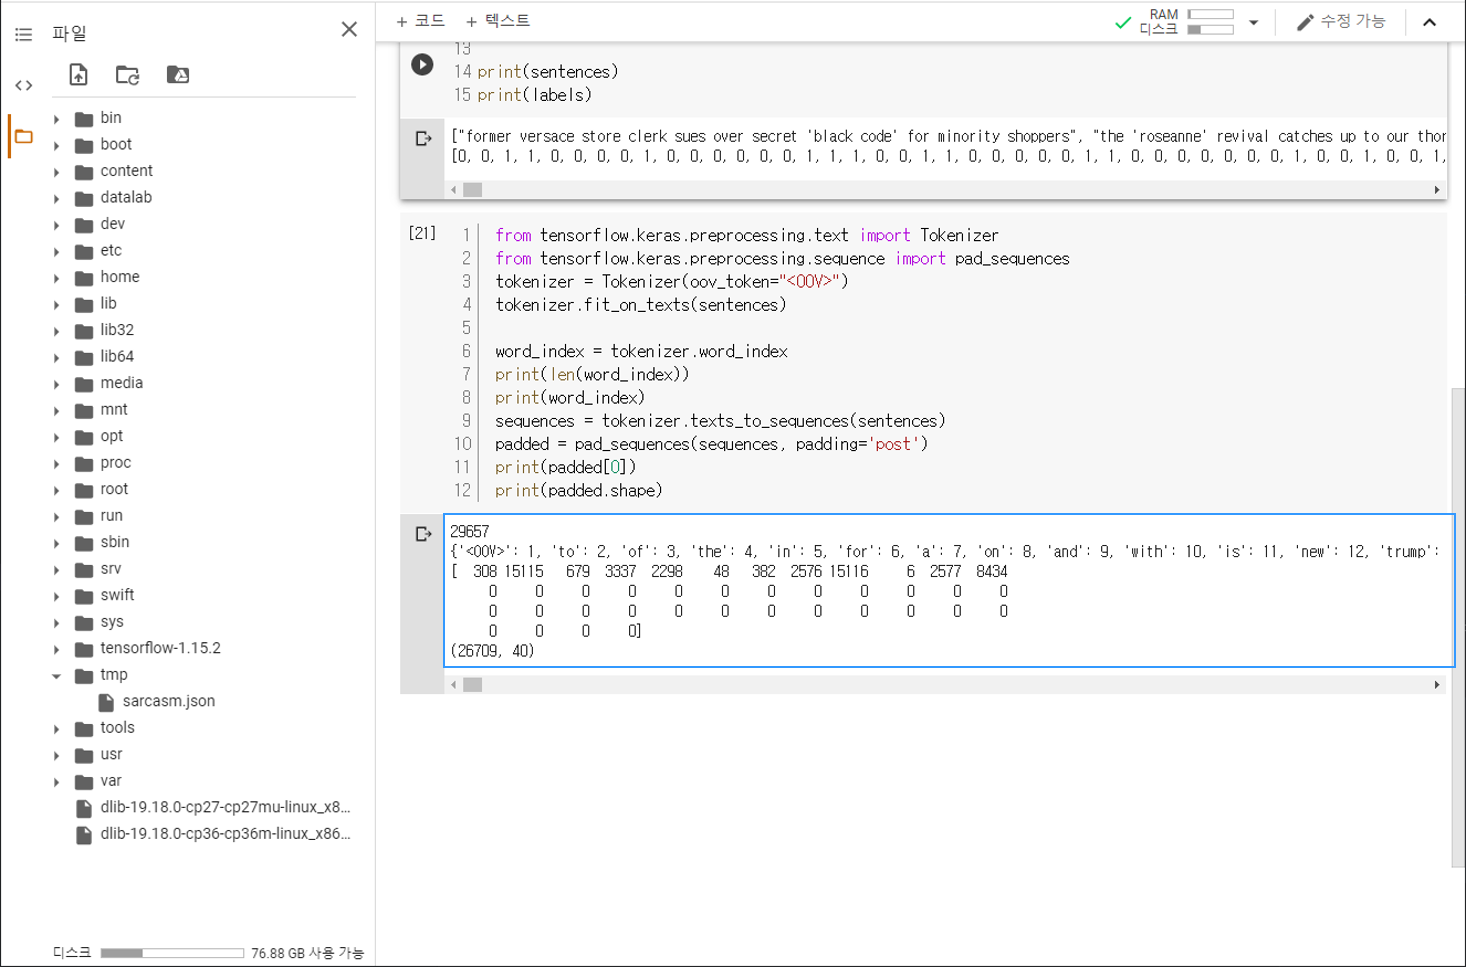 파일
bin
boot
content
datalab
dev
etc
home
lib
lib32
lib64
media
mnt
opt
proc
root
run
sbin
srv
swift
sys
tensorflow-1.15.2
tmp
sarcasm.json
tools
usr
var
dlib-19.18.0-cp27-cp27mu-linux_x8...
dlib-19.18.0-cp36-cp36m-linux_x86...
디스크 76.88 GB 사용 가능
+ 코드 + 텍스트
RAM
디스크
수정 가능
13
14 print(sentences)
15 print(labels)
["former versace store clerk sues over secret 'black code' for minority shoppers", "the 'roseanne' revival catches up to our thor
[0, 0, 1, 1, 0, 0, 0, 0, 1, 0, 0, 0, 0, 0, 0, 1, 1, 1, 0, 0, 1, 1, 0, 0, 0, 0, 0, 1, 1, 0, 0, 0, 0, 0, 0, 0, 1, 0, 0, 1, 0, 0, 1,
[21]
1 from tensorflow.keras.preprocessing.text import Tokenizer
2 from tensorflow.keras.preprocessing.sequence import pad_sequences
3 tokenizer = Tokenizer(oov_token="<OOV>")
4 tokenizer.fit_on_texts(sentences)
5
6 word_index = tokenizer.word_index
7 print(len(word_index))
8 print(word_index)
9 sequences = tokenizer.texts_to_sequences(sentences)
10 padded = pad_sequences(sequences, padding='post')
11 print(padded[0])
12 print(padded.shape)
29657
{'<OOV>': 1, 'to': 2, 'of': 3, 'the': 4, 'in': 5, 'for': 6, 'a': 7, 'on': 8, 'and': 9, 'with': 10, 'is': 11, 'new': 12, 'trump':
[ 308 15115 679 3337 2298 48 382 2576 15116 6 2577 8434
0 0 0 0 0 0 0 0 0 0 0 0
0 0 0 0 0 0 0 0 0 0 0 0
0 0 0 0]
(26709, 40)